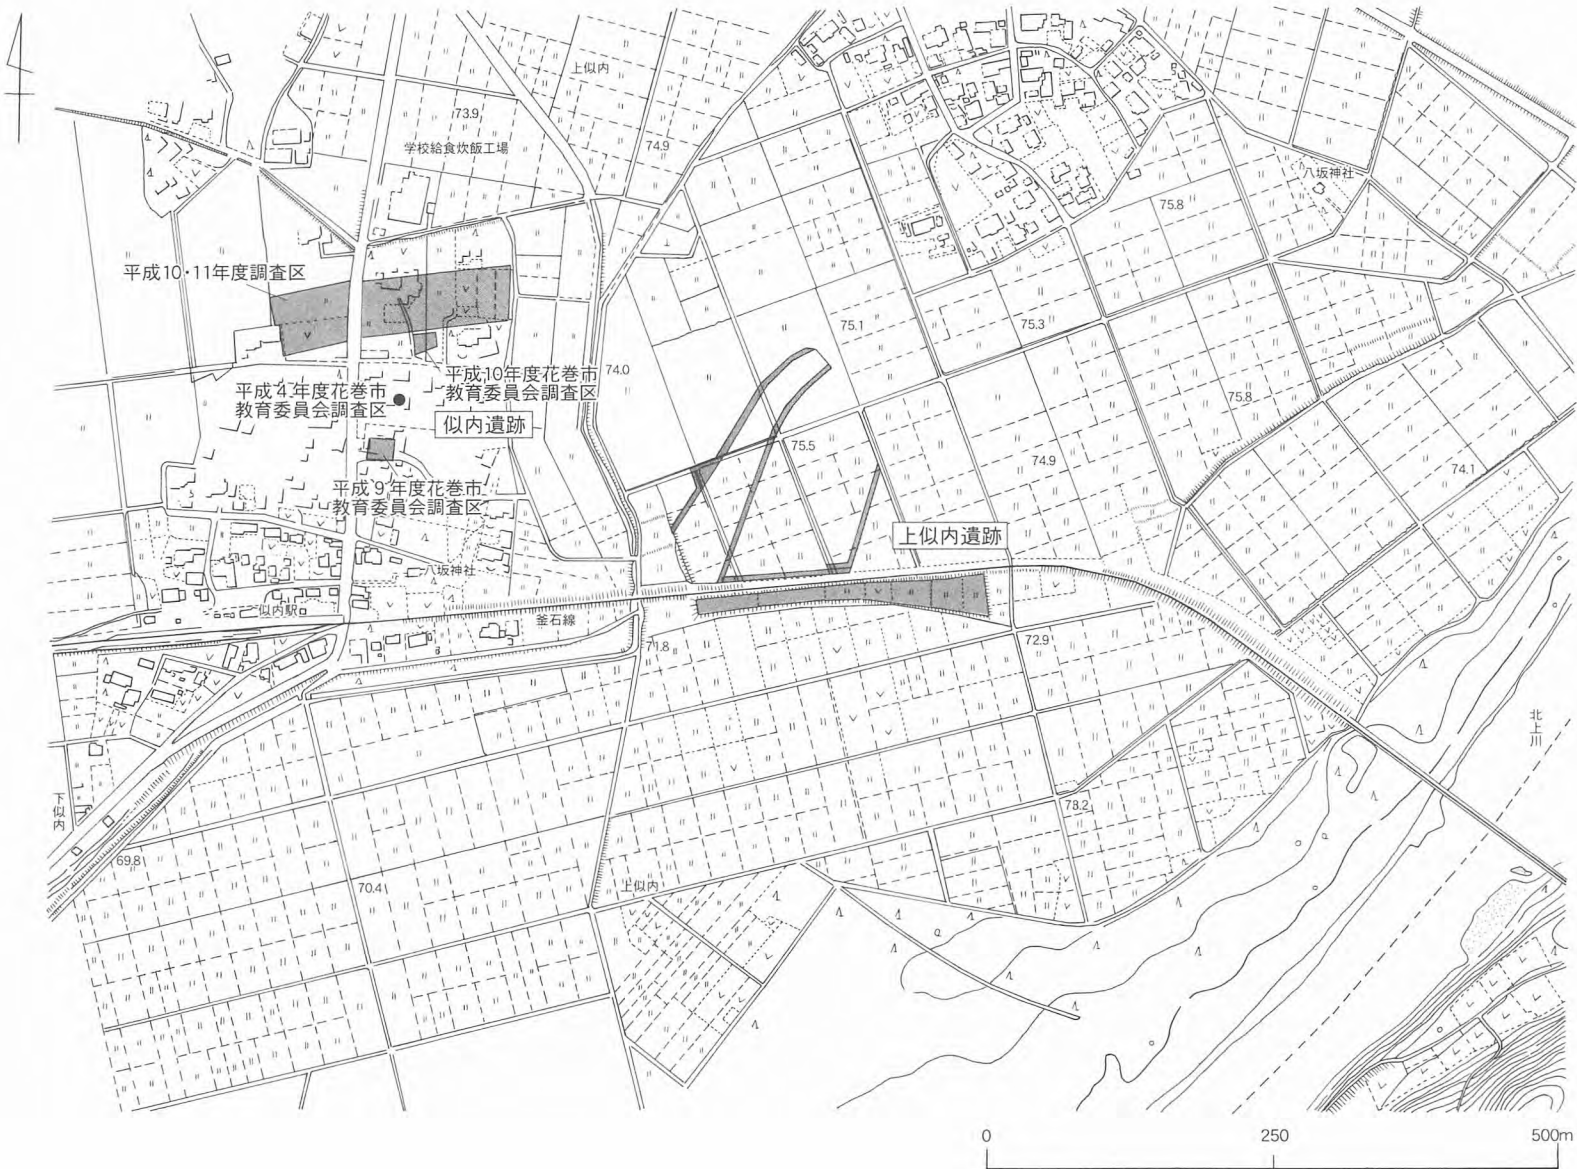 上似内
73.9
学校給食炊飯工場
74.9
八坂神社
75.8
平成10・11年度調査区
75.1
75.3
74.0
平成10年度花巻市
教育委員会調査区
平成4年度花巻市
教育委員会調査区
似内遺跡
75.8
75.5
74.9
74.1
平成9年度花巻市
教育委員会調査区
上似内遺跡
八坂神社
似内駅
釜石線
71.8
72.9
北上川
下似内
73.2
69.8
70.4
上似内
0
250
500m